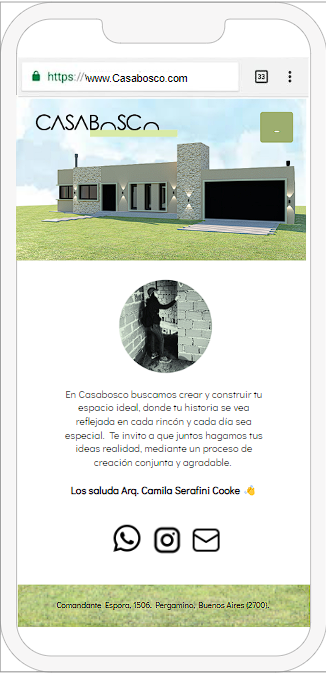 https://www.Casabosco.com
33
CASABOSCO
En Casabosco buscamos crear y construir tu
espacio ideal, donde tu historia se vea
reflejada en cada rincón y cada día sea
especial. Te invito a que juntos hagamos tus
ideas realidad, mediante un proceso de
creación conjunta y agradable.
Los saluda Arq. Camila Serafini Cooke 👋
Comandante Espora, 1506. Pergamino, Buenos Aires (2700).